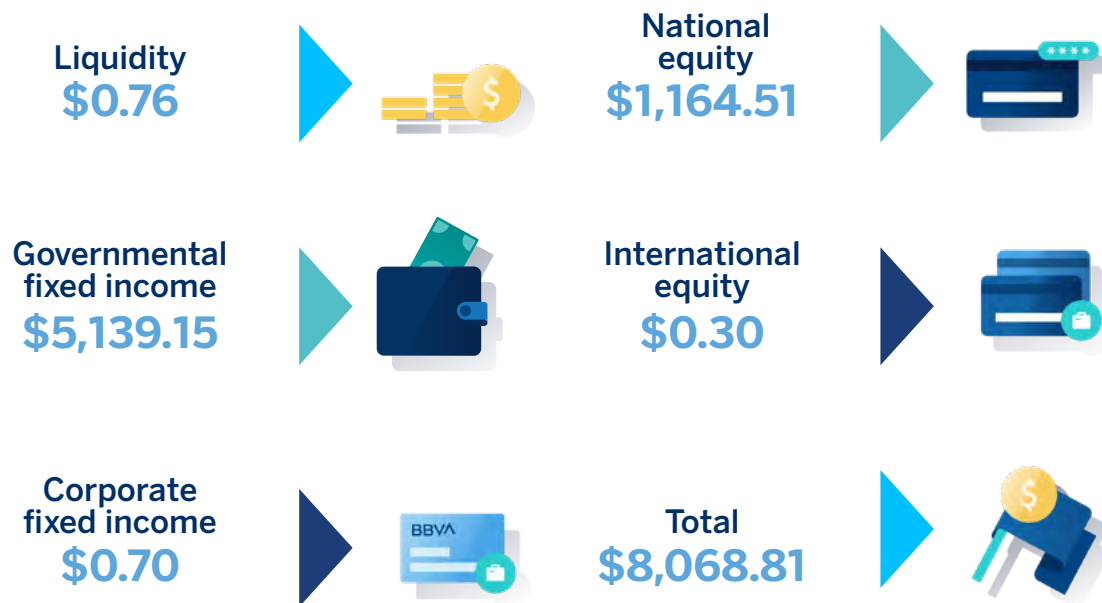 Liquidity
$0.76
National
equity
$1,164.51
****
Governmental
fixed income
$5,139.15
International
equity
$0.30
Corporate
fixed income
$0.70
BBVA
Total
$8,068.81
$
$